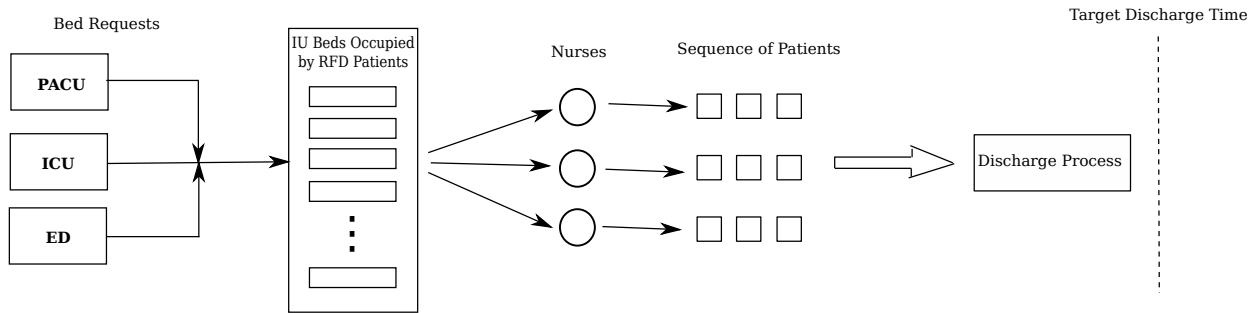 Bed Requests
PACU
ICU
ED
IU Beds Occupied
by RFD Patients
Nurses
Sequence of Patients
Discharge Process
Target Discharge Time